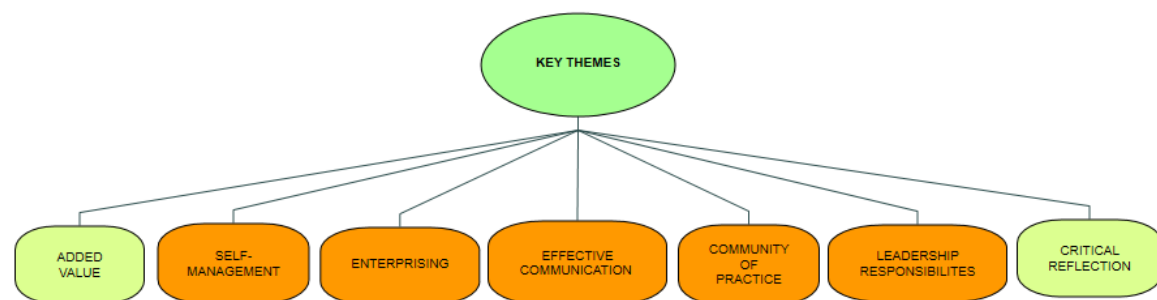 KEY THEMES
ADDED
VALUE
SELF-
MANAGEMENT
ENTERPRISING
EFFECTIVE
COMMUNICATION
COMMUNITY
OF
PRACTICE
LEADERSHIP
RESPONSIBILITES
CRITICAL
REFLECTION